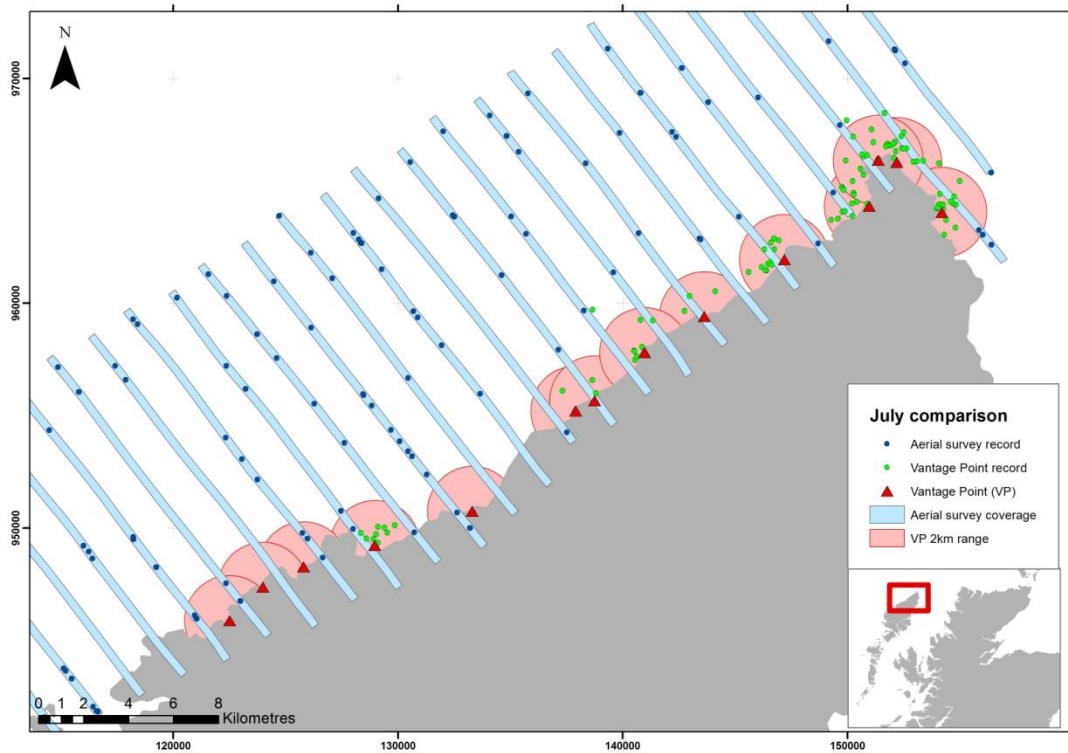 N
970000
960000
950000
July comparison
Aerial survey record
Vantage Point record
Vantage Point (VP)
Aerial survey coverage
VP 2km range
0 1 2 4 6 8
Kilometres
120000 130000 140000 150000